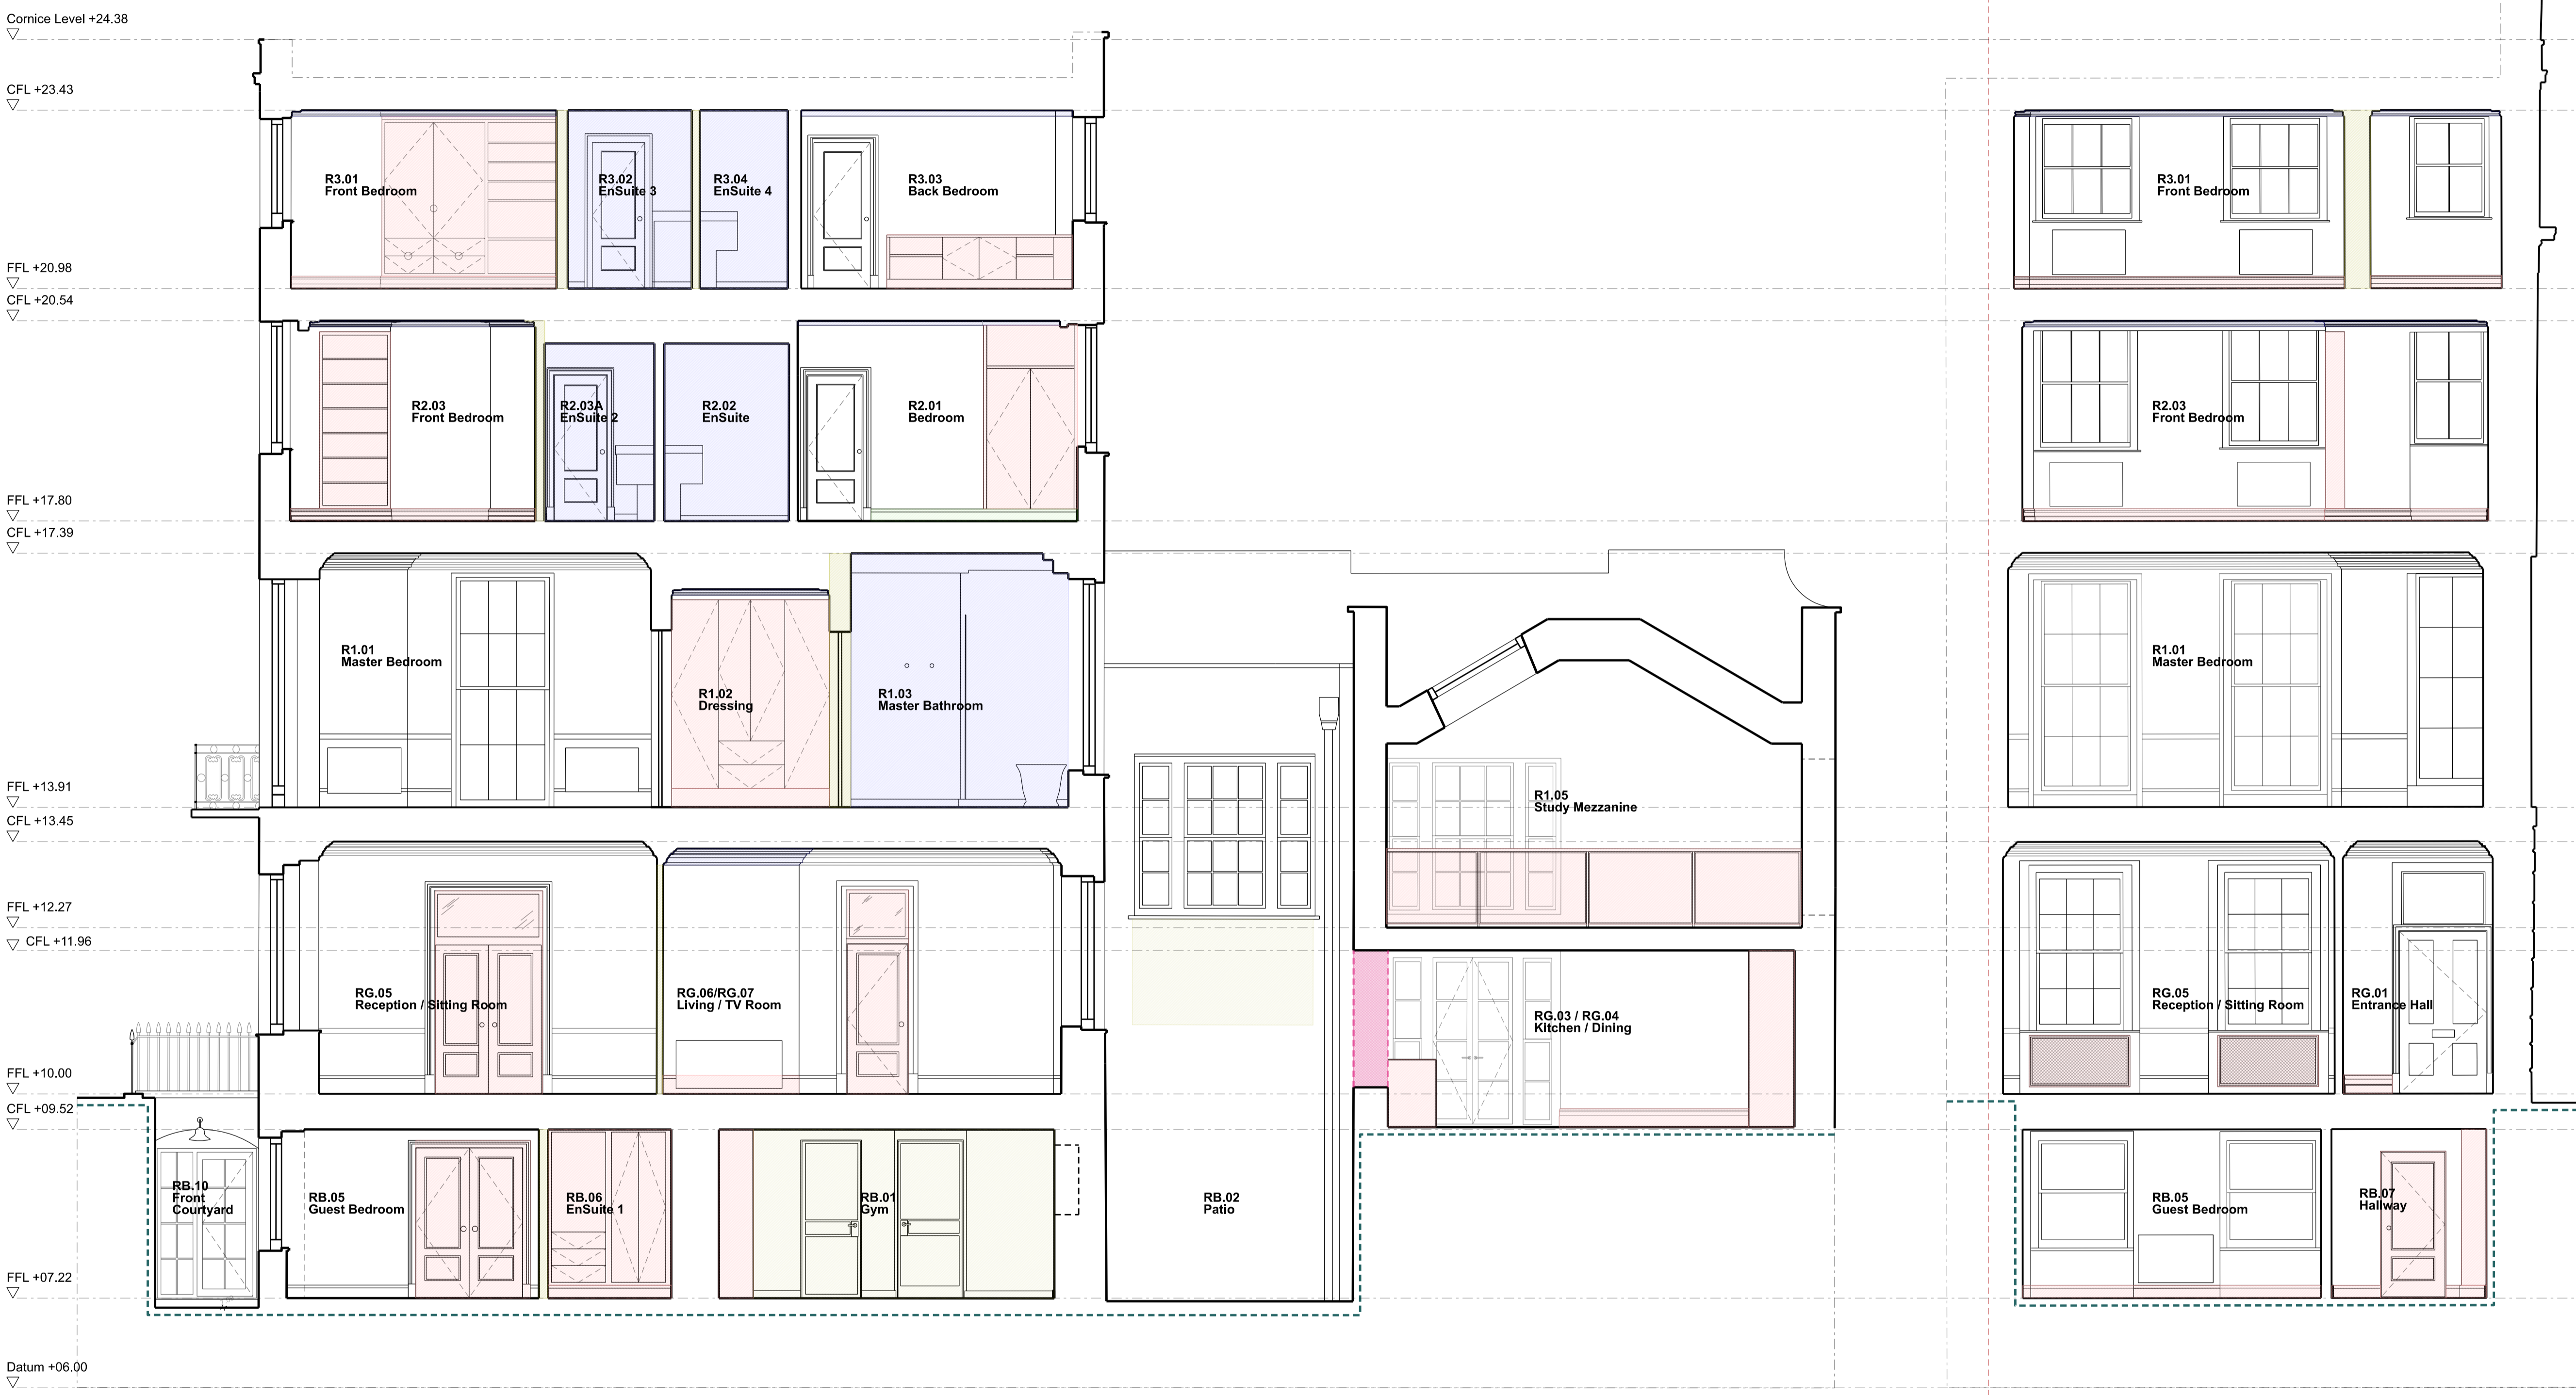 Cornice Level +24.38
CFL +23.43
R3.01
Front Bedroom
R3.02
EnSuite 3
R3.04
EnSuite 4
R3.03
Back Bedroom
R3.01
Front Bedroom
FFL +20.98
CFL +20.54
R2.03
Front Bedroom
R2.03A
EnSuite 2
R2.02
EnSuite
R2.01
Bedroom
R2.03
Front Bedroom
FFL +17.80
CFL +17.39
R1.01
Master Bedroom
R1.02
Dressing
R1.03
Master Bathroom
R1.01
Master Bedroom
FFL +13.91
R1.05
Study Mezzanine
CFL +13.45
FFL +12.27
CFL +11.96
RG.05
Reception / Sitting Room
RG.06/RG.07
Living / TV Room
RG.03 / RG.04
Kitchen / Dining
RG.05
Reception / Sitting Room
RG.01
Entrance Hall
FFL +10.00
CFL +09.52
RB.10
Front
Courtyard
RB.05
Guest Bedroom
RB.06
EnSuite 1
RB.01
Gym
RB.02
Patio
RB.05
Guest Bedroom
RB.07
Hallway
FFL +07.22
Datum +06.00